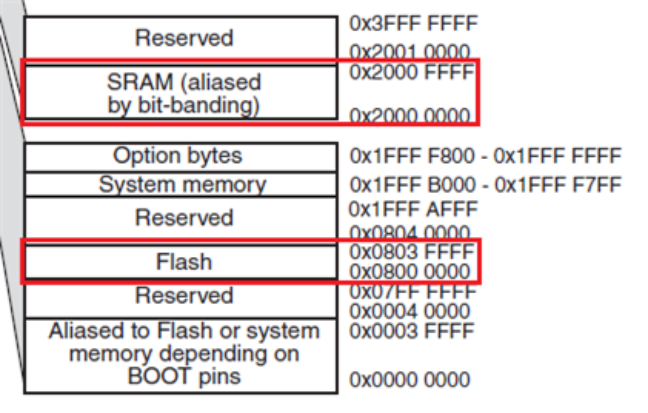 Reserved
0x3FFF FFFF
0x2001 0000
SRAM (aliased
by bit-banding)
0x2000 FFFF
0x2000 0000
Option bytes
0x1FFF F800 - 0x1FFF FFFF
System memory
0x1FFF B000 - 0x1FFF F7FF
Reserved
0x1FFF AFFF
0x0804 0000
Flash
0x0803 FFFF
0x0800 0000
Reserved
0x07FF FFFF
0x0004 0000
Aliased to Flash or system
memory depending on
BOOT pins
0x0003 FFFF
0x0000 0000